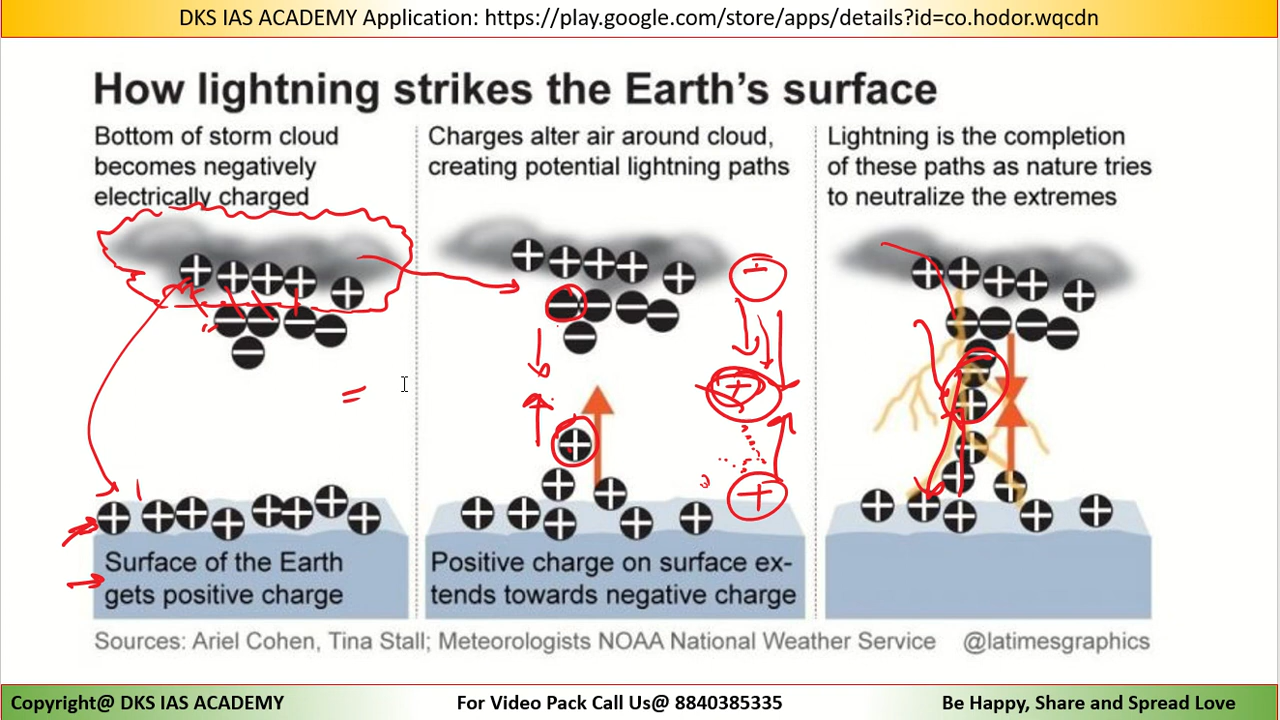 DKS IAS ACADEMY Application: https://play.google.com/store/apps/details?id=co.hodor.wqcdn
How lightning strikes the Earth's surface
Bottom of storm cloud
becomes negatively
electrically charged
Charges alter air around cloud,
creating potential lightning paths
Lightning is the completion
of these paths as nature tries
to neutralize the extremes
Surface of the Earth
gets positive charge
Positive charge on surface ex-
tends towards negative charge
Sources: Ariel Cohen, Tina Stall; Meteorologists NOAA National Weather Service @latimesgraphics
Copyright@ DKS IAS ACADEMY For Video Pack Call Us@ 8840385335 Be Happy, Share and Spread Love